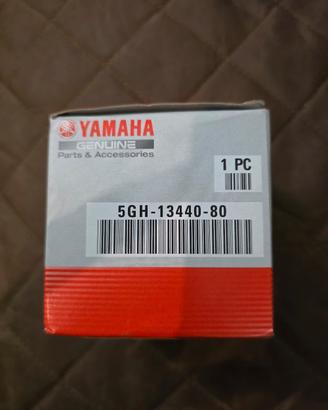 YAMAHA
GENUINE
Parts & Accessories
1 PC
5GH-13440-80